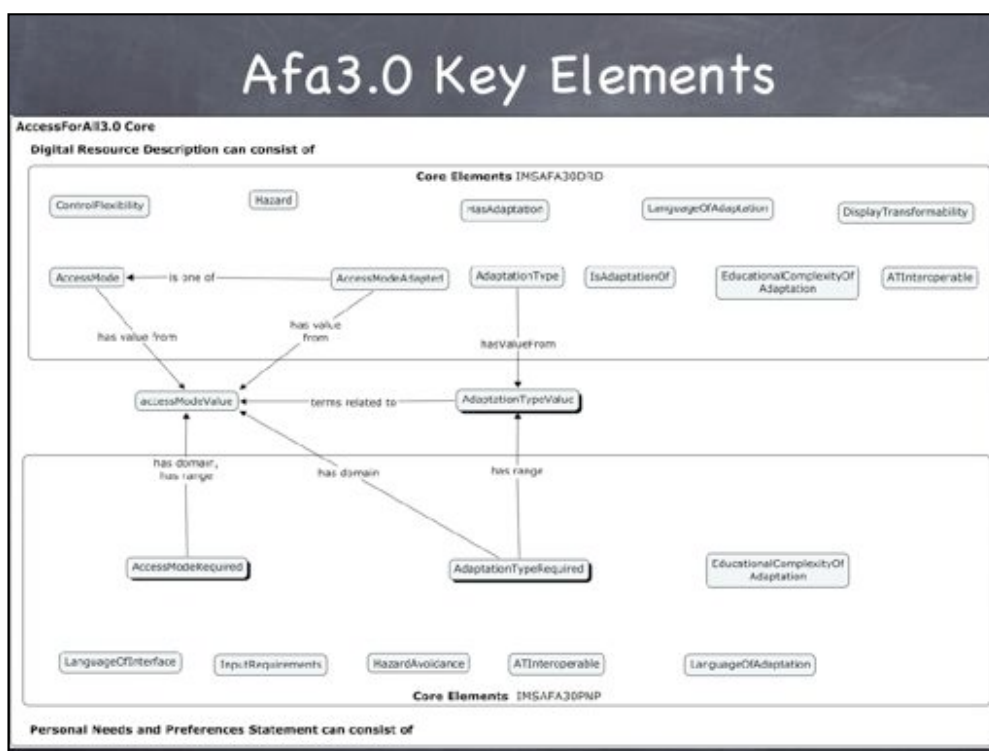 Afa3.0 Key Elements
AccessForAll3.0 Core
Digital Resource Description can consist of
Core Elements IMSAFA30DRD
ControlFlexibility
Hazard
HasAdaptation
LanguageOfAdaptation
DisplayTransformability
AccessMode
is one of
AccessModeAdapted
AdaptationType
IsAdaptationOf
EducationalComplexityOf
Adaptation
ATInteroperable
has value from
has value
from
hasValueFrom
accessModeValue
terms related to
AdaptationTypeValue
has domain,
has range
has domain
has range
AccessModeRequired
AdaptationTypeRequired
EducationalComplexityOf
Adaptation
LanguageOfInterface
InputRequirements
HazardAvoidance
ATInteroperable
LanguageOfAdaptation
Core Elements IMSAFA30PNP
Personal Needs and Preferences Statement can consist of